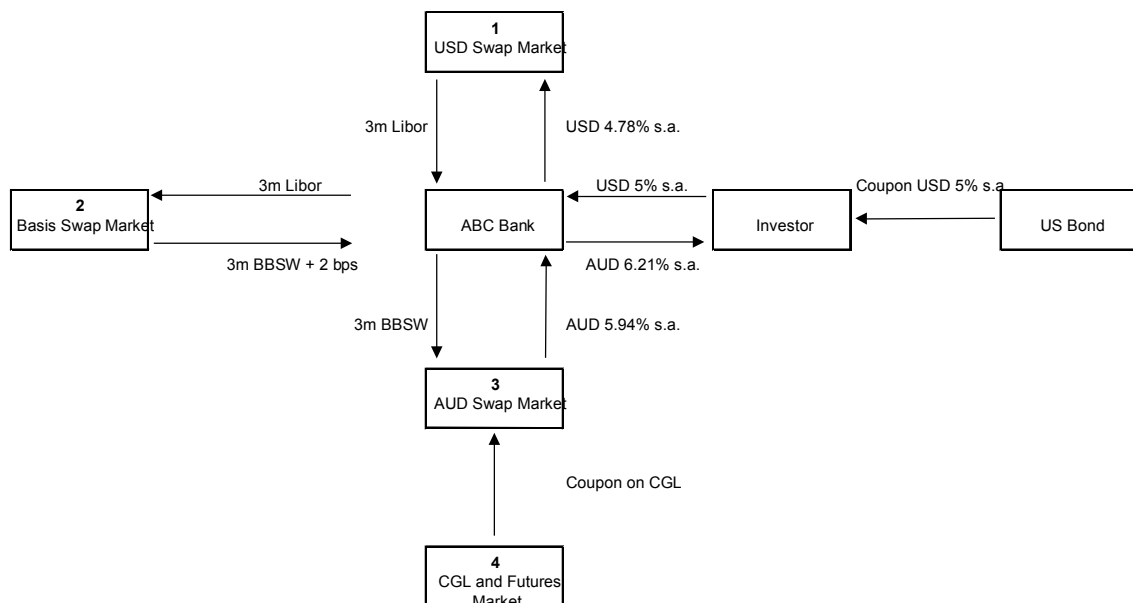 1
USD Swap Market
3m Libor
USD 4.78% s.a.
3m Libor
USD 5% s.a.
Coupon USD 5% s.a
2
Basis Swap Market
ABC Bank
Investor
US Bond
3m BBSW + 2 bps
AUD 6.21% s.a.
3m BBSW
AUD 5.94% s.a.
3
AUD Swap Market
Coupon on CGL
4
CGL and Futures
Market